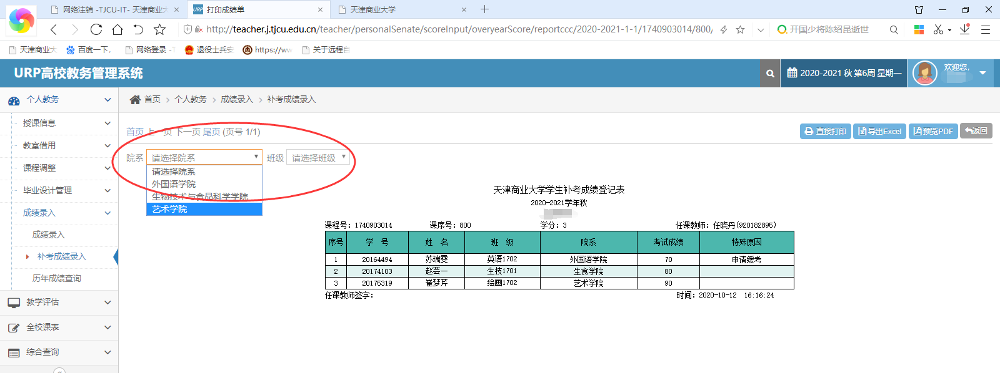 网络注销 -TJCU-IT- 天津商业大
URP 打印成绩单
天津商业大学
http://teacher.j.tjcu.edu.cn/teacher/personalSenate/scoreInput/overyearScore/reportccc/2020-2021-1-1/1740903014/800/
开国少将陈绍昆逝世
天津商业大
百度一下,
网络登录 -T
退役士兵安
https://ww
关于远程自
URP高校教务管理系统
2020-2021 秋 第6周 星期一
欢迎您,
个人教务
首页 > 个人教务 > 成绩录入 > 补考成绩录入
授课信息
教室借用
课程调整
毕业设计管理
成绩录入
成绩录入
补考成绩录入
历年成绩查询
教学评估
全校课表
综合查询
首页 上一页 下一页 尾页 (页号 1/1)
直接打印
导出Excel
预览PDF
返回
院系 请选择院系 班级 请选择班级
请选择院系
外国语学院
生物技术与食品科学学院
艺术学院
天津商业大学学生补考成绩登记表
2020-2021学年秋
课程号: 1740903014 课序号: 800 学分: 3 任课教师: 任晓丹(920182895)
序号 学 号 姓 名 班 级 院系 考试成绩 特殊原因
1 20164494 苏瑞雯 英语1702 外国语学院 70 申请缓考
2 20174103 赵芸一 生技1701 生食学院 80
3 20175319 崔梦芹 绘画1702 艺术学院 90
任课教师签字: 时间: 2020-10-12 16:16:24